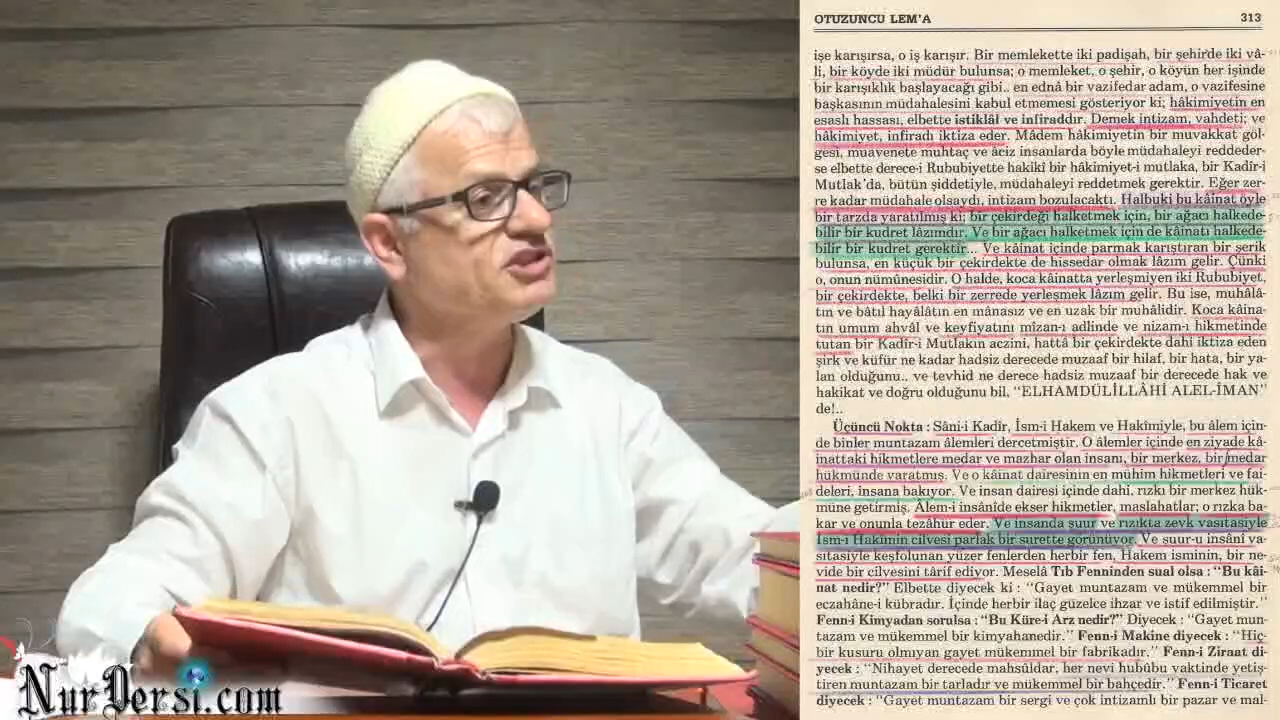 OTUZUNCU LEM'A 313
işe karışırsa, o iş karışır. Bir memlekette iki padişah, bir şehirde iki vâ-
li, bir köyde iki müdür bulunsa; o memleket, o şehir, o köyün her işinde
bir karışıklık başlayacağı gibi.. en ednâ bir vazifedar adam, o vazifesine
başkasının müdahalesini kabul etmemesi gösteriyor ki; hâkimiyetin en
esaslı hassası, elbette istiklâl ve infiraddır. Demek intizam, vahdeti; ve
hâkimiyet, infiradı iktiza eder. Mâdem hâkimiyetin bir muvakkat göl-
gesi, muavenete muhtaç ve âciz insanlarda böyle müdahaleyi reddeder-
se elbette derece-i Rububiyette hakikî bir hâkimiyet-i mutlaka, bir Kadîr-i
Mutlak'da, bütün şiddetiyle, müdahaleyi reddetmek gerektir. Eğer zer-
re kadar müdahale olsaydı, intizam bozulacaktı. Halbuki bu kâinat öyle
bir tarzda yaratılmış ki; bir çekirdeği halketmek için, bir ağacı halkede-
bilir bir kudret lâzımdır. Ve bir ağacı halketmek için de kâinatı halkede-
bilir bir kudret gerektir... Ve kâinat içinde parmak karıştıran bir şerik
bulunsa, en küçük bir çekirdekte de hissedar olmak lâzım gelir. Çünki
o, onun nümûnesidir. O halde, koca kâinatta yerleşmiyen iki Rububiyet,
bir çekirdekte, belki bir zerrede yerleşmek lâzım gelir. Bu ise, muhâlâ-
tın ve bâtıl hayâlâtın en mânasız ve en uzak bir muhâlidir. Koca kâina-
tın umum ahvâl ve keyfiyatını mîzan-ı adlinde ve nizam-ı hikmetinde
tutan bir Kadîr-i Mutlakın aczini, hattâ bir çekirdekte dahi iktiza eden
şirk ve küfür ne kadar hadsiz derecede muzaaf bir hilaf, bir hata, bir ya-
lan olduğunu.. ve tevhid ne derece hadsiz muzaaf bir derecede hak ve
hakikat ve doğru olduğunu bil, "ELHAMDÜLİLLÂHİ ALEL-ÎMAN"
de!..
Üçüncü Nokta : Sâni-i Kadîr, İsm-i Hakem ve Hakîmiyle, bu âlem için-
de binler muntazam âlemleri dercetmiştir. O âlemler içinde en ziyade kâ-
inattaki hikmetlere medar ve mazhar olan insanı, bir merkez, bir medar
hükmünde yaratmış. Ve o kâinat dairesinin en mühim hikmetleri ve fai-
deleri, insana bakıyor. Ve insan dairesi içinde dahi, rızkı bir merkez hük-
müne getirmiş. Âlem-i insânîde ekser hikmetler, maslahatlar; o rızka ba-
kar ve onunla tezahür eder. Ve insanda şuur ve rızıkta zevk vasıtasiyle
İsm-i Hakîmin cilvesi parlak bir surette görünüyor. Ve şuur-u insânî va-
sıtasiyle keşfolunan yüzer fenlerden herbir fen, Hakem isminin, bir ne-
vide bir cilvesini târif ediyor. Meselâ Tıb Fenninden sual olsa : "Bu kâi-
nat nedir?" Elbette diyecek ki : "Gayet muntazam ve mükemmel bir
eczahâne-i kübradır. İçinde herbir ilaç güzelce ihzar ve istif edilmiştir."
Fenn-i Kimyadan sorulsa : "Bu Küre-i Arz nedir?" Diyecek : "Gayet mun-
tazam ve mükemmel bir kimyahanedir." Fenn-i Makine diyecek : "Hiç-
bir kusuru olmıyan gayet mükemmel bir fabrikadır." Fenn-i Ziraat di-
yecek : "Nihayet derecede mahsûldar, her nevi hubûbu vaktinde yetiş-
tiren muntazam bir tarladır ve mükemmel bir bahçedir." Fenn-i Ticaret
diyecek : "Gayet muntazam bir sergi ve çok intizamlı bir pazar ve mal-
NurDersi.com